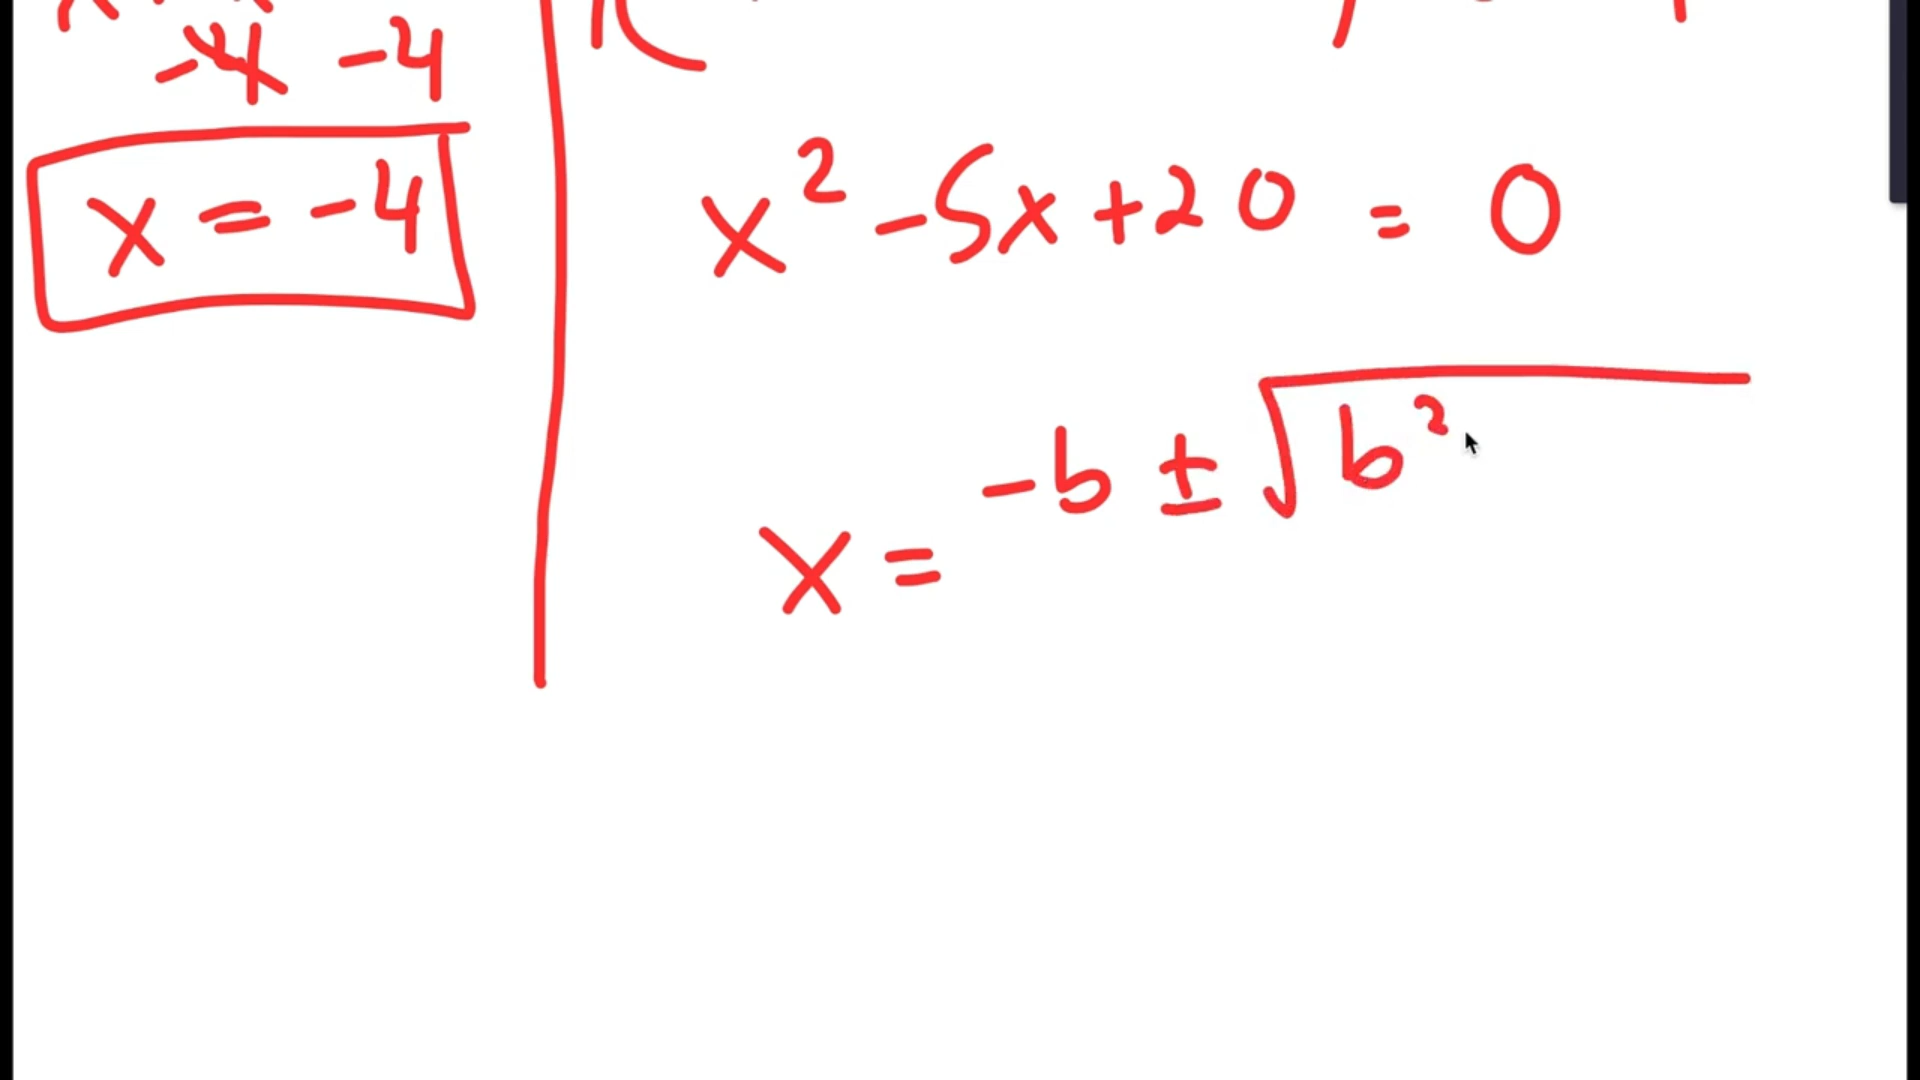 -4 -4
x = -4
x² -5x +20 = 0
x = -b ± √b²